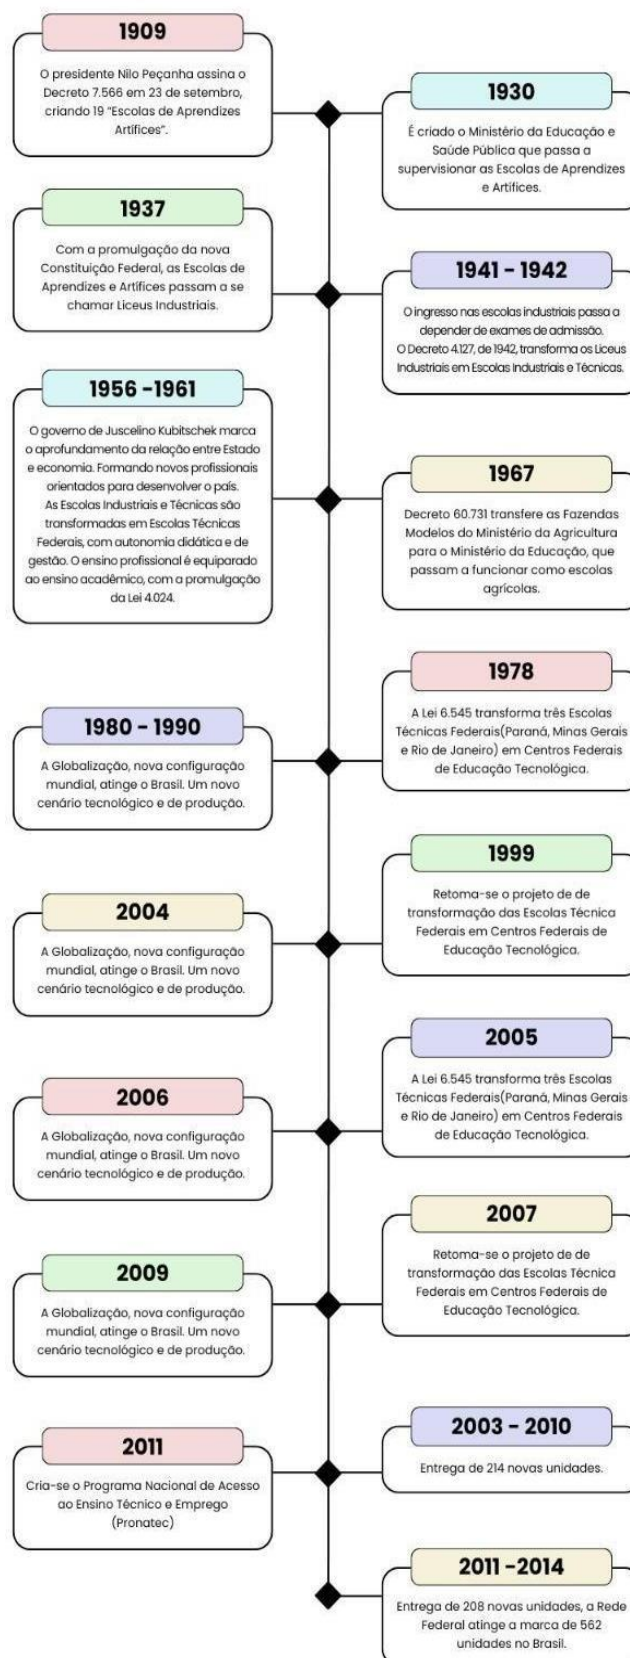 1909
O presidente Nilo Peçanha assina o
Decreto 7.566 em 23 de setembro,
criando 19 “Escolas de Aprendizes
Artífices”.
1930
É criado o Ministério da Educação e
Saúde Pública que passa a
supervisionar as Escolas de Aprendizes
e Artífices.
1937
Com a promulgação da nova
Constituição Federal, as Escolas de
Aprendizes e Artífices passam a se
chamar Liceus Industriais.
1941 - 1942
O ingresso nas escolas industriais passa a
depender de exames de admissão.
O Decreto 4.127, de 1942, transforma os Liceus
Industriais em Escolas Industriais e Técnicas.
1956 -1961
O governo de Juscelino Kubitschek marca
o aprofundamento da relação entre Estado
e economia. Formando novos profissionais
orientados para desenvolver o país.
As Escolas Industriais e Técnicas são
transformadas em Escolas Técnicas
Federais, com autonomia didática e de
gestão. O ensino profissional é equiparado
ao ensino acadêmico, com a promulgação
da Lei 4.024.
1967
Decreto 60.731 transfere as Fazendas
Modelos do Ministério da Agricultura
para o Ministério da Educação, que
passam a funcionar como escolas
agrícolas.
1978
A Lei 6.545 transforma três Escolas
Técnicas Federais(Paraná, Minas Gerais
e Rio de Janeiro) em Centros Federais
de Educação Tecnológica.
1980 - 1990
A Globalização, nova configuração
mundial, atinge o Brasil. Um novo
cenário tecnológico e de produção.
1999
Retoma-se o projeto de de
transformação das Escolas Técnica
Federais em Centros Federais de
Educação Tecnológica.
2004
A Globalização, nova configuração
mundial, atinge o Brasil. Um novo
cenário tecnológico e de produção.
2005
A Lei 6.545 transforma três Escolas
Técnicas Federais(Paraná, Minas Gerais
e Rio de Janeiro) em Centros Federais
de Educação Tecnológica.
2006
A Globalização, nova configuração
mundial, atinge o Brasil. Um novo
cenário tecnológico e de produção.
2007
Retoma-se o projeto de de
transformação das Escolas Técnica
Federais em Centros Federais de
Educação Tecnológica.
2009
A Globalização, nova configuração
mundial, atinge o Brasil. Um novo
cenário tecnológico e de produção.
2003 - 2010
Entrega de 214 novas unidades.
2011
Cria-se o Programa Nacional de Acesso
ao Ensino Técnico e Emprego
(Pronatec)
2011 -2014
Entrega de 208 novas unidades, a Rede
Federal atinge a marca de 562
unidades no Brasil.